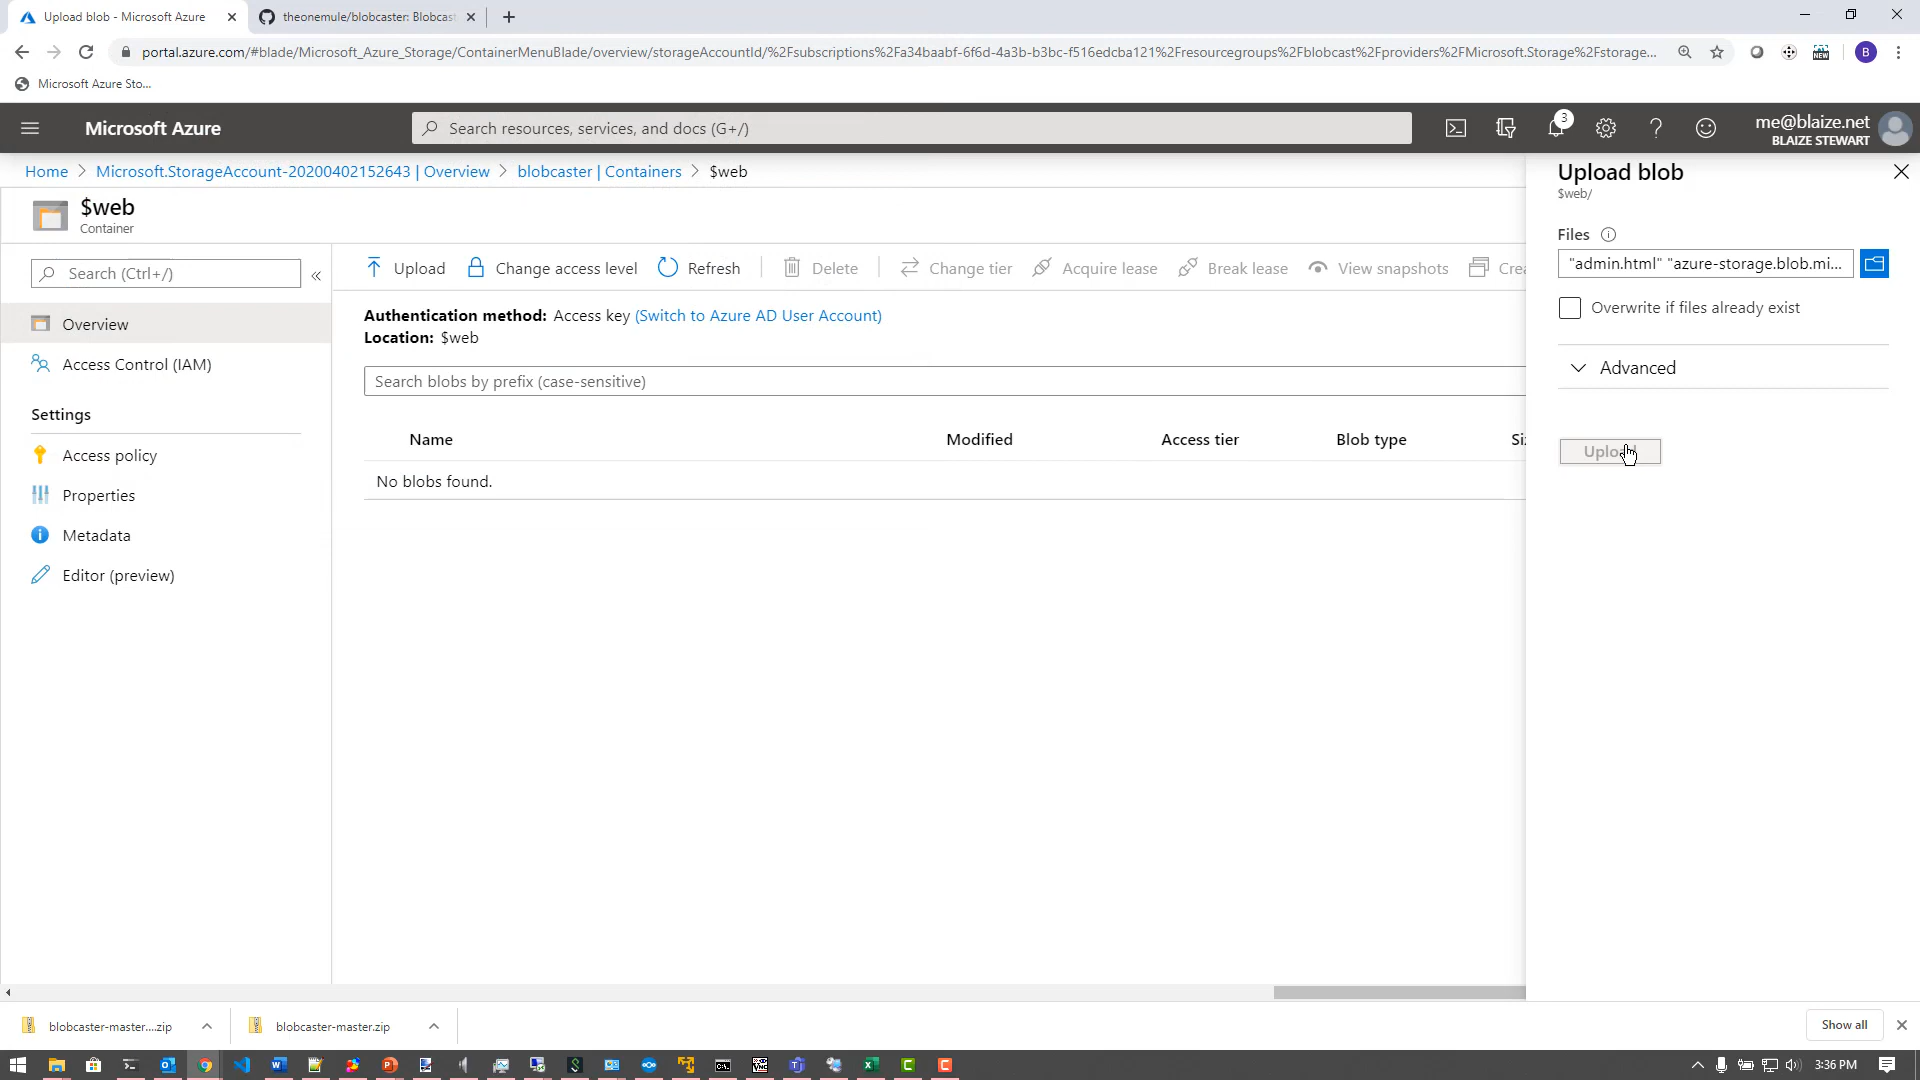 Upload blob - Microsoft Azure
theonemule/blobcaster: Blobcast
portal.azure.com/#blade/Microsoft_Azure_Storage/ContainerMenuBlade/overview/storageAccountId/%2Fsubscriptions%2Fa34baabf-6f6d-4a3b-b3bc-f516edcba121%2Fresourcegroups%2Fblobcast%2Fproviders%2FMicrosoft.Storage%2Fstorage...
NEW
B
Microsoft Azure Sto...
Microsoft Azure
Search resources, services, and docs (G+/)
3
me@blaize.net
BLAIZE STEWART
Home > Microsoft.StorageAccount-20200402152643 | Overview > blobcaster | Containers > $web
$web
Container
Search (Ctrl+/)
Overview
Access Control (IAM)
Settings
Access policy
Properties
Metadata
Editor (preview)
Upload
Change access level
Refresh
Delete
Change tier
Acquire lease
Break lease
View snapshots
Crea
Authentication method: Access key (Switch to Azure AD User Account)
Location: $web
Search blobs by prefix (case-sensitive)
Name Modified Access tier Blob type Si
No blobs found.
Upload blob
$web/
Files
"admin.html" "azure-storage.blob.mi...
Overwrite if files already exist
Advanced
Upload
blobcaster-master....zip
blobcaster-master.zip
Show all
3:36 PM